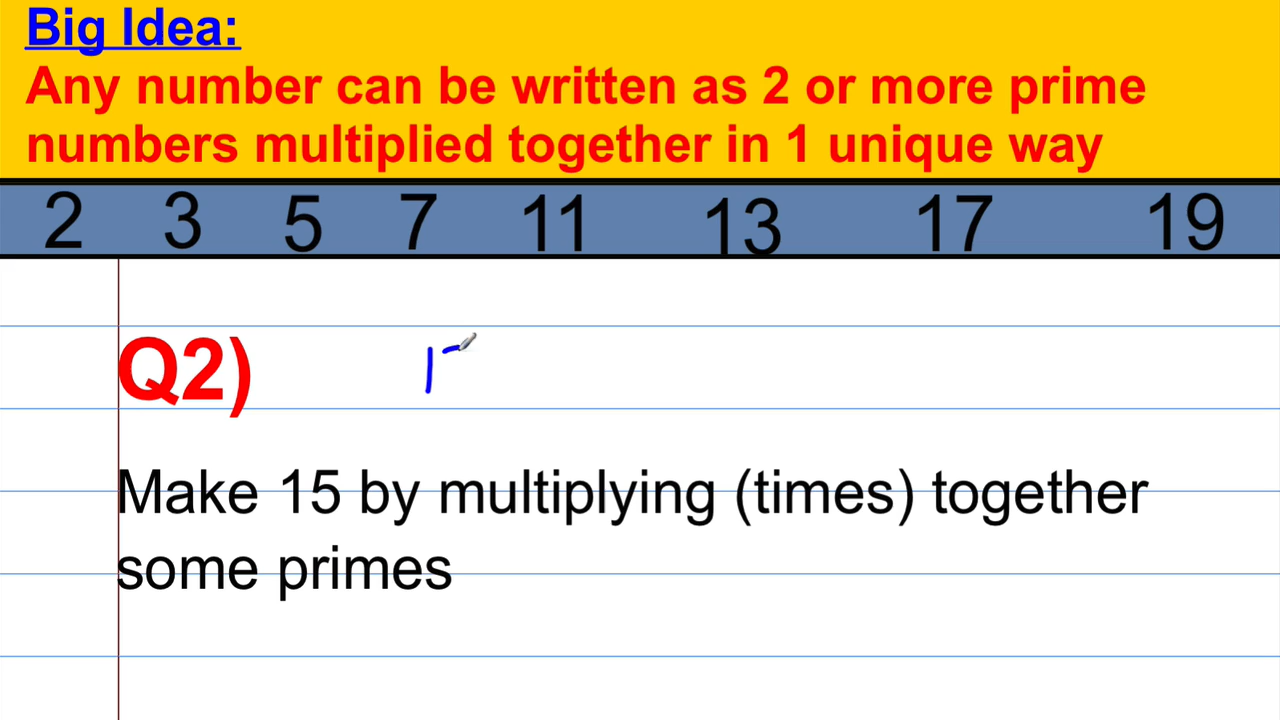 Big Idea:
Any number can be written as 2 or more prime
numbers multiplied together in 1 unique way
2 3 5 7 11 13 17 19
Q2)
Make 15 by multiplying (times) together
some primes